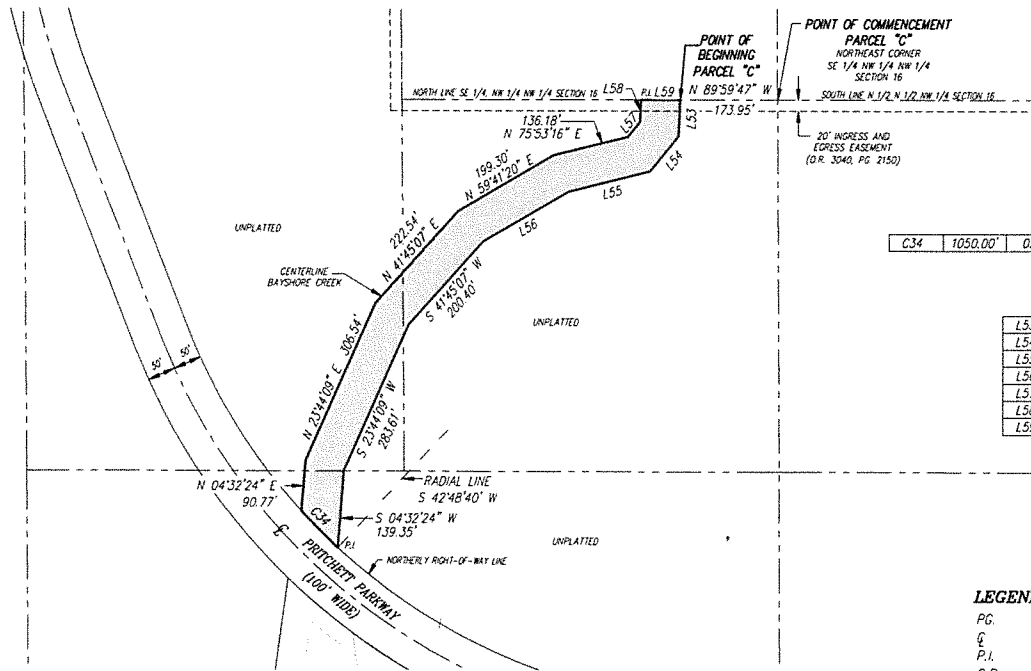 POINT OF COMMENCEMENT
PARCEL "C"
NORTHEAST CORNER
SE 1/4 NW 1/4 NW 1/4
SECTION 16
POINT OF
BEGINNING
PARCEL "C"
NORTH LINE SE 1/4, NW 1/4 NW 1/4 SECTION 16
L58
P.I.
L59
N 89°59'47" W
173.95'
SOUTH LINE N 1/2 N 1/2 NW 1/4 SECTION 16
20' INGRESS AND
EGRESS EASEMENT
(O.R. 3040, PG. 2150)
136.18'
N 75°53'16" E
L57
L53
L54
L55
L56
199.30'
N 59°41'20" E
222.54'
N 41°45'07" E
S 41°45'07" W
200.40'
UNPLATTED
CENTERLINE
BAYSHORE CREEK
UNPLATTED
C34
1050.00'
50'
50'
N 23°44'09" E
306.54'
S 23°44'09" W
283.61'
N 04°32'24" E
90.77'
RADIAL LINE
S 42°48'40" W
C34
S 04°32'24" W
139.35'
P.I.
UNPLATTED
NORTHERLY RIGHT-OF-WAY LINE
PRITCHETT PARKWAY
(100' WIDE)
LEGEND
PG.
P.I.